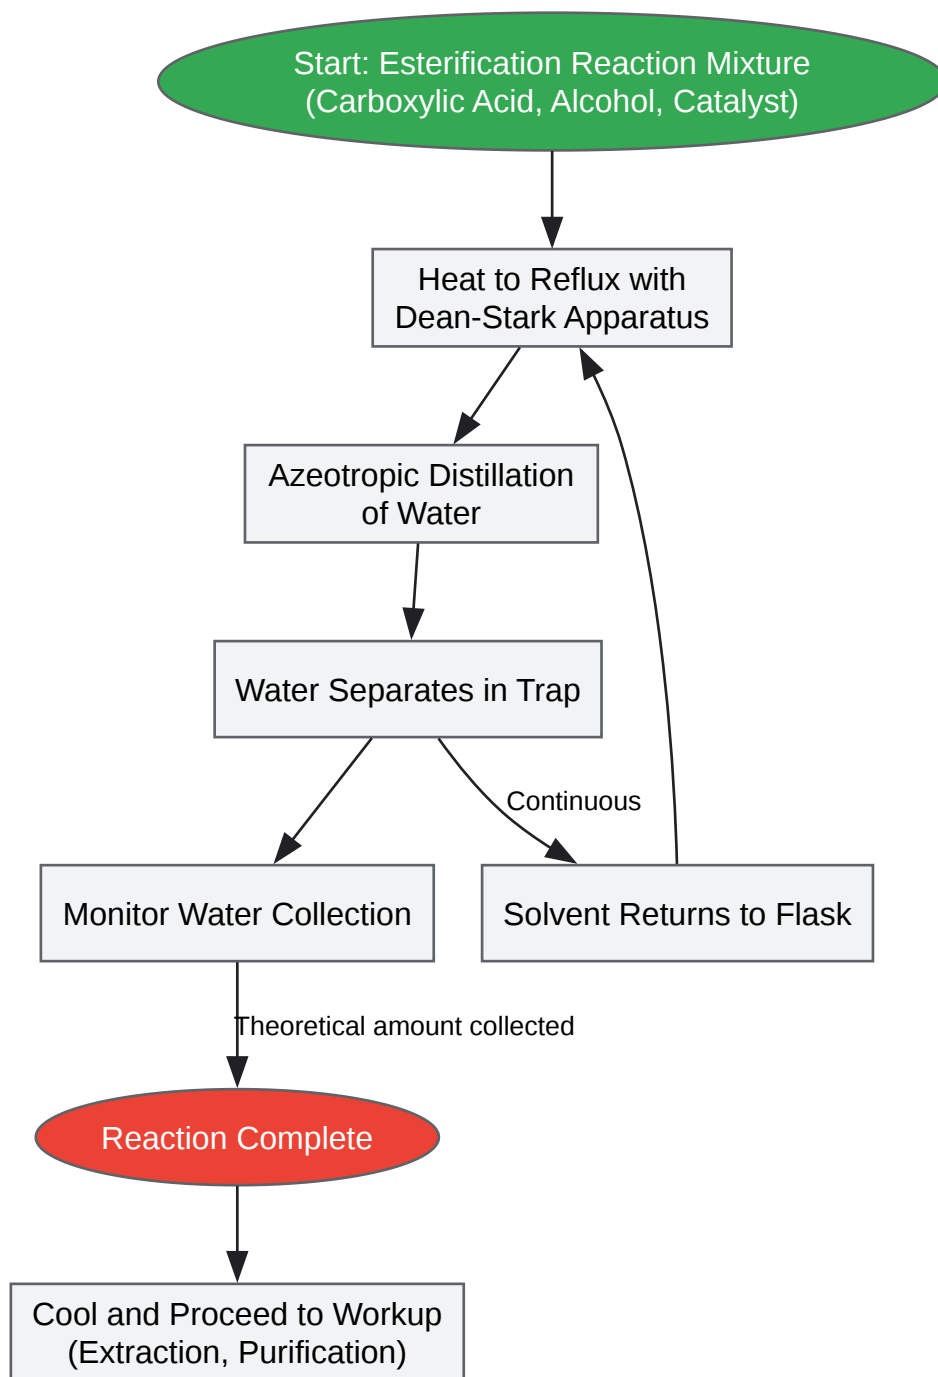 Start: Esterification Reaction Mixture
(Carboxylic Acid, Alcohol, Catalyst)
Heat to Reflux with
Dean-Stark Apparatus
Azeotropic Distillation
of Water
Water Separates in Trap
Continuous
Monitor Water Collection
Solvent Returns to Flask
Theoretical amount collected
Reaction Complete
Cool and Proceed to Workup
(Extraction, Purification)